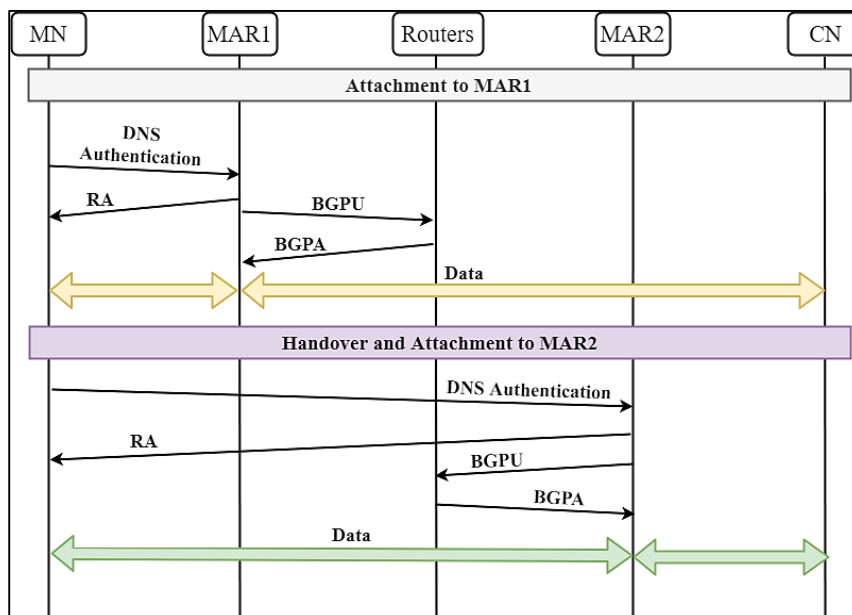 MN
MAR1
Routers
MAR2
CN
Attachment to MAR1
DNS
Authentication
RA
BGPU
BGPA
Data
Handover and Attachment to MAR2
DNS Authentication
RA
BGPU
BGPA
Data